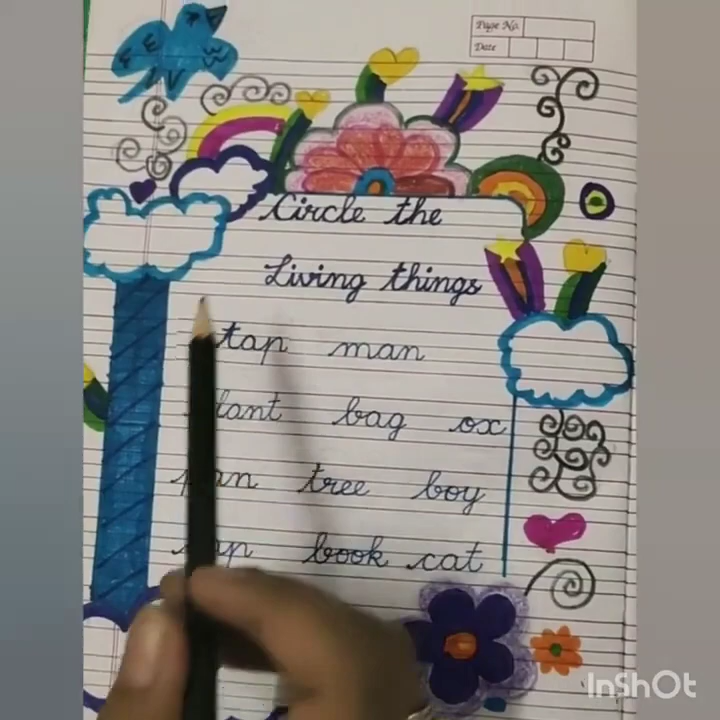 Page No.
Date
Circle the
Living things
tap man
bag ox
tree boy
book cat
InShOt